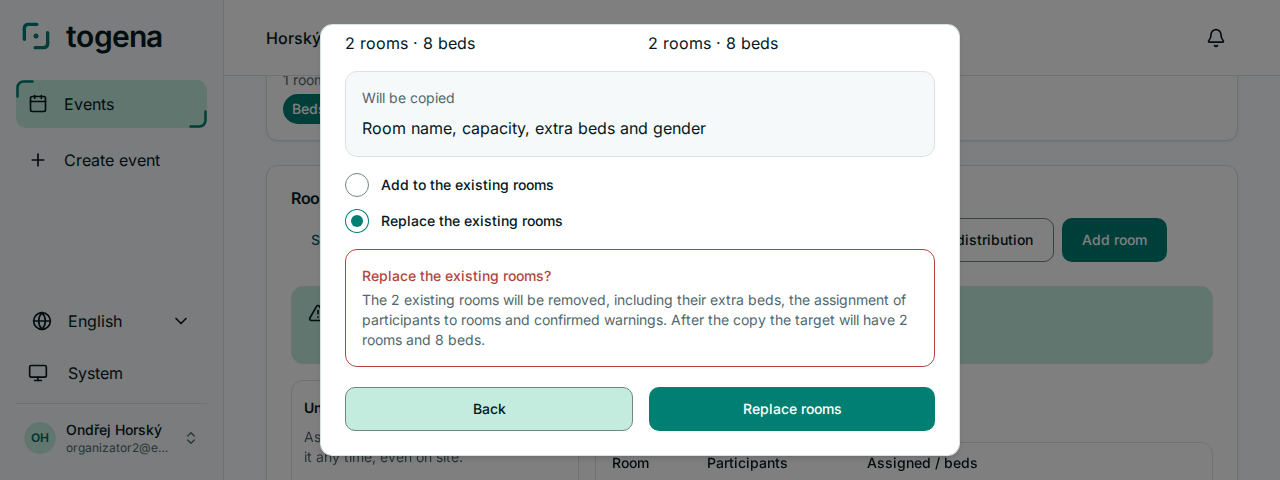 togena
Events
Create event
English
System
OH
Ondřej Horský
organizator2@e...
Horský
1 room
Beds
2 rooms · 8 beds
2 rooms · 8 beds
Will be copied
Room name, capacity, extra beds and gender
Add to the existing rooms
Replace the existing rooms
Replace the existing rooms?
The 2 existing rooms will be removed, including their extra beds, the assignment of
participants to rooms and confirmed warnings. After the copy the target will have 2
rooms and 8 beds.
Back
Replace rooms
distribution
Add room
it any time, even on site.
Room
Participants
Assigned / beds